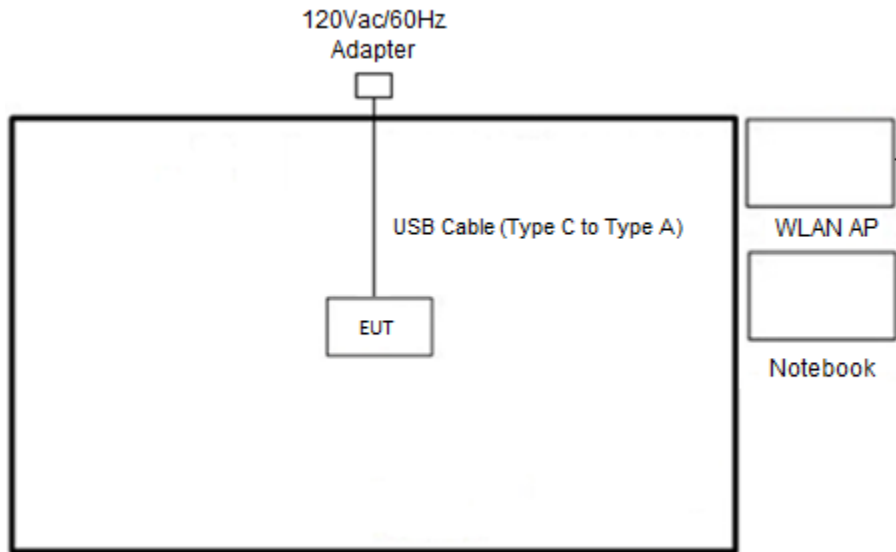 120Vac/60Hz
Adapter
USB Cable (Type C to Type A)
WLAN AP
EUT
Notebook